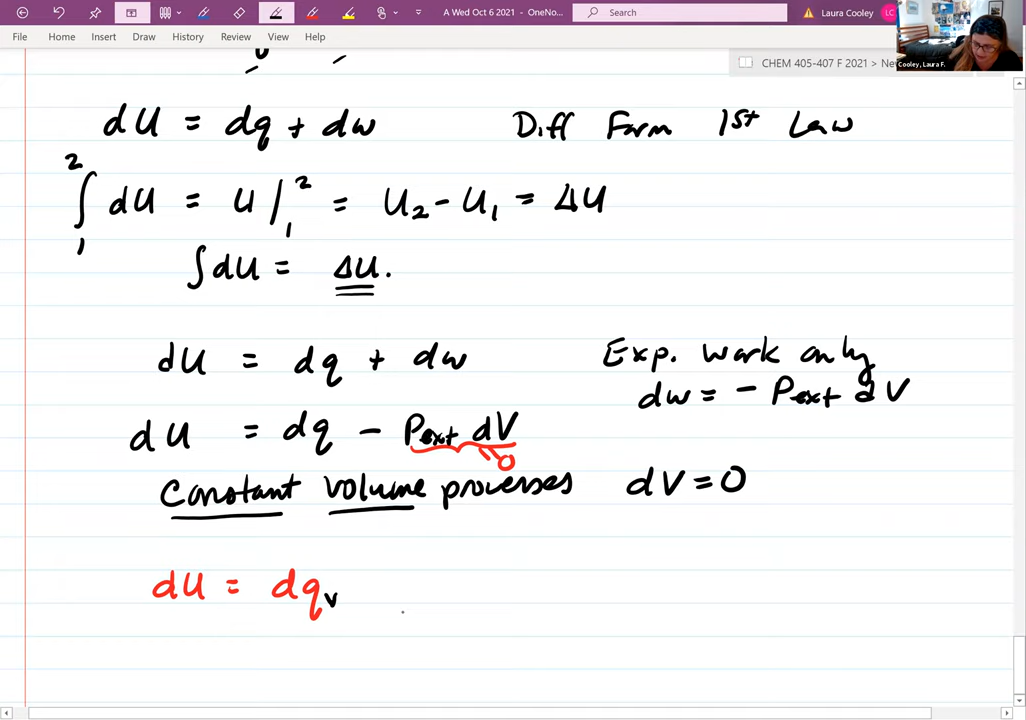 A Wed Oct 6 2021 - OneNo...
Search
Laura Cooley
LC
File Home Insert Draw History Review View Help
CHEM 405-407 F 2021 > Ne
Cooley, Laura F.
dU = dq + dw Diff Form 1st Law
∫₁² dU = U |₁² = U₂ - U₁ = ΔU
∫dU = ΔU.
dU = dq + dw Exp. work only
dw = - Pext dV
dU = dq - Pext dV
0
Constant volume processes dV = 0
dU = dqv